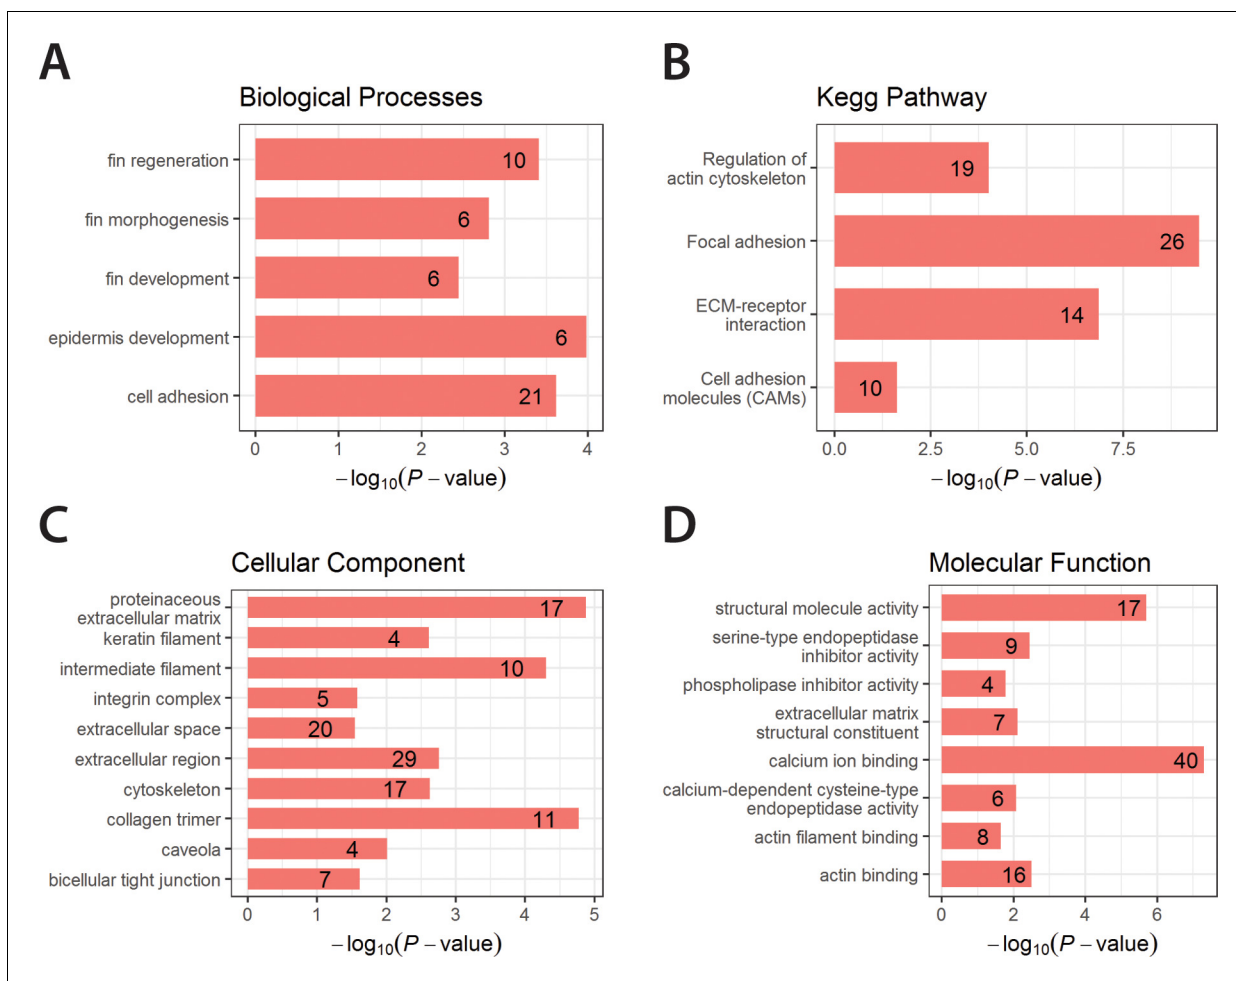 A
Biological Processes
fin regeneration
10
fin morphogenesis
6
fin development
6
epidermis development
6
cell adhesion
21
0 1 2 3 4
−log10(P − value)
B
Kegg Pathway
Regulation of
actin cytoskeleton
19
Focal adhesion
26
ECM-receptor
interaction
14
Cell adhesion
molecules (CAMs)
10
0.0 2.5 5.0 7.5
−log10(P − value)
C
Cellular Component
proteinaceous
extracellular matrix
17
keratin filament
4
intermediate filament
10
integrin complex
5
extracellular space
20
extracellular region
29
cytoskeleton
17
collagen trimer
11
caveola
4
bicellular tight junction
7
0 1 2 3 4 5
−log10(P − value)
D
Molecular Function
structural molecule activity
17
serine-type endopeptidase
inhibitor activity
9
phospholipase inhibitor activity
4
extracellular matrix
structural constituent
7
calcium ion binding
40
calcium-dependent cysteine-type
endopeptidase activity
6
actin filament binding
8
actin binding
16
0 2 4 6
−log10(P − value)